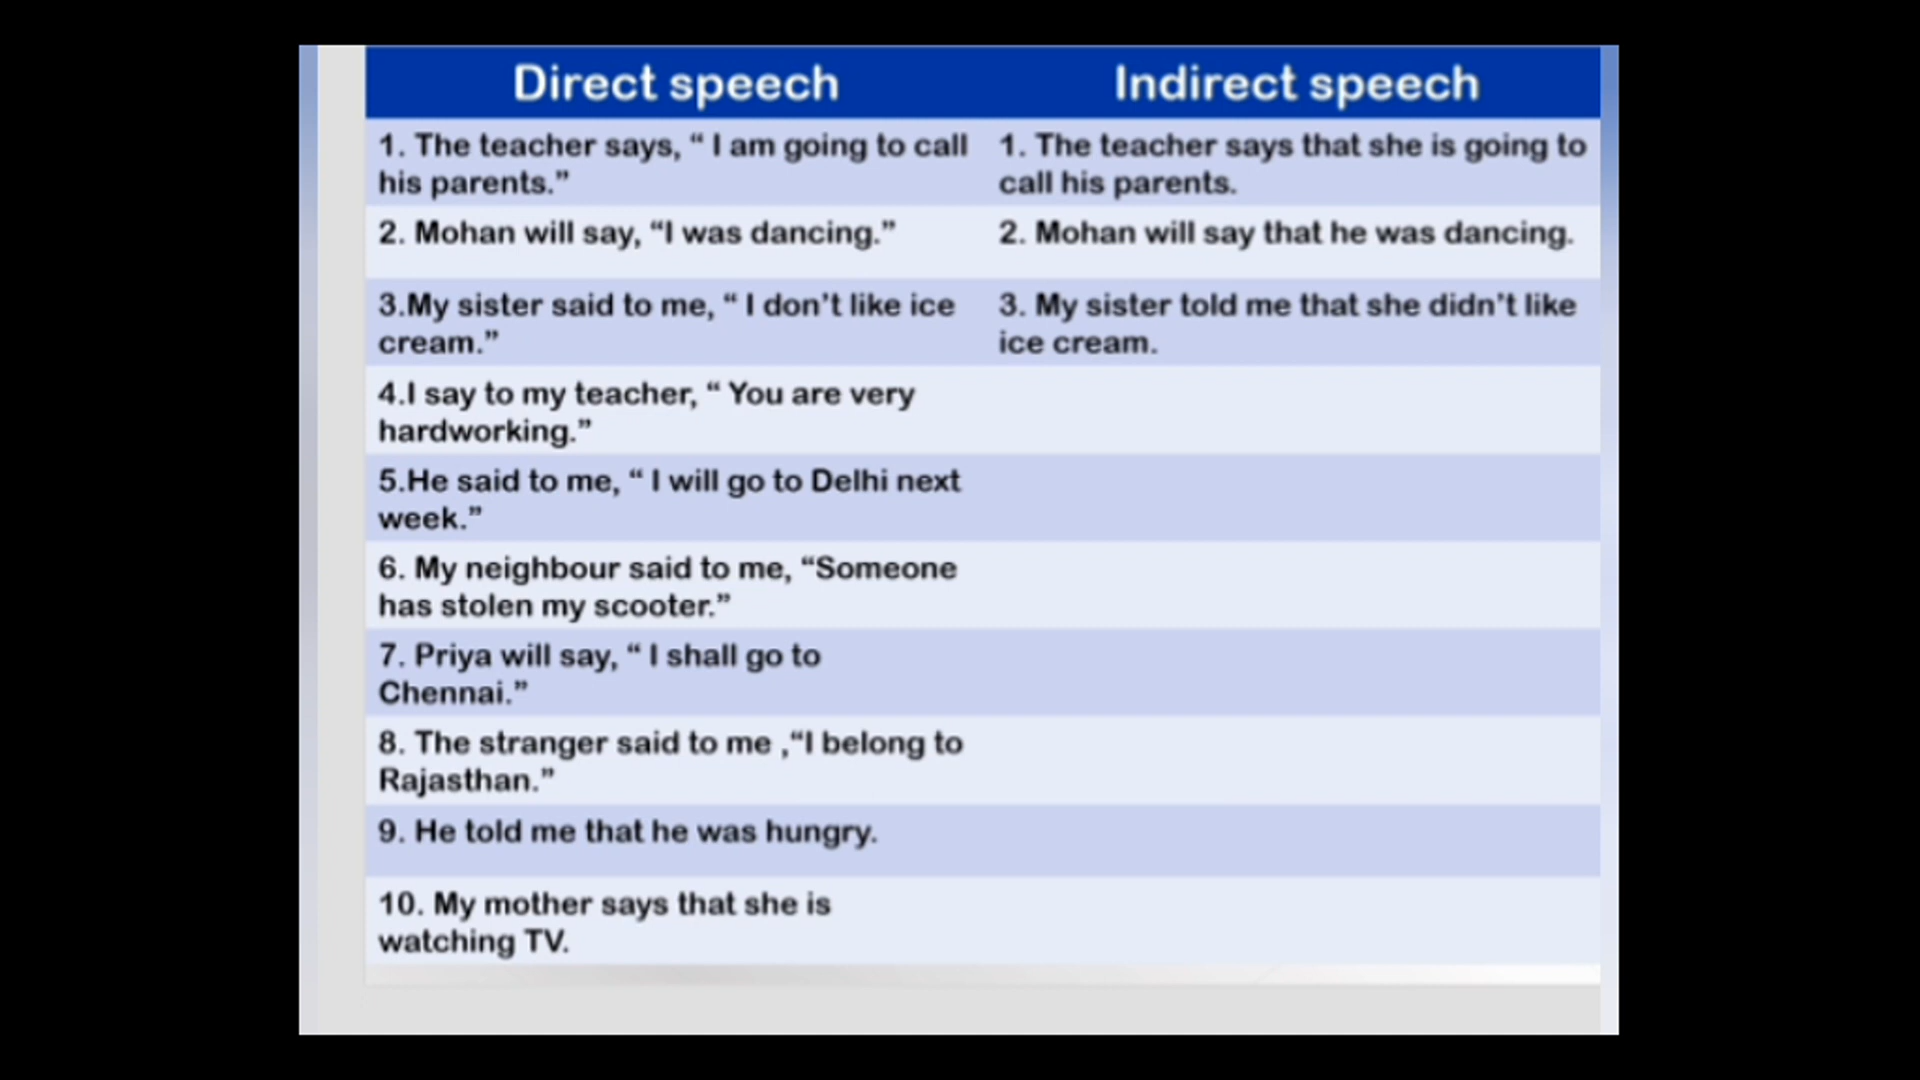 Direct speech
Indirect speech
1. The teacher says, “ I am going to call
his parents.”
1. The teacher says that she is going to
call his parents.
2. Mohan will say, “I was dancing.”
2. Mohan will say that he was dancing.
3.My sister said to me, “ I don’t like ice
cream.”
3. My sister told me that she didn’t like
ice cream.
4.I say to my teacher, “ You are very
hardworking.”
5.He said to me, “ I will go to Delhi next
week.”
6. My neighbour said to me, “Someone
has stolen my scooter.”
7. Priya will say, “ I shall go to
Chennai.”
8. The stranger said to me ,“I belong to
Rajasthan.”
9. He told me that he was hungry.
10. My mother says that she is
watching TV.